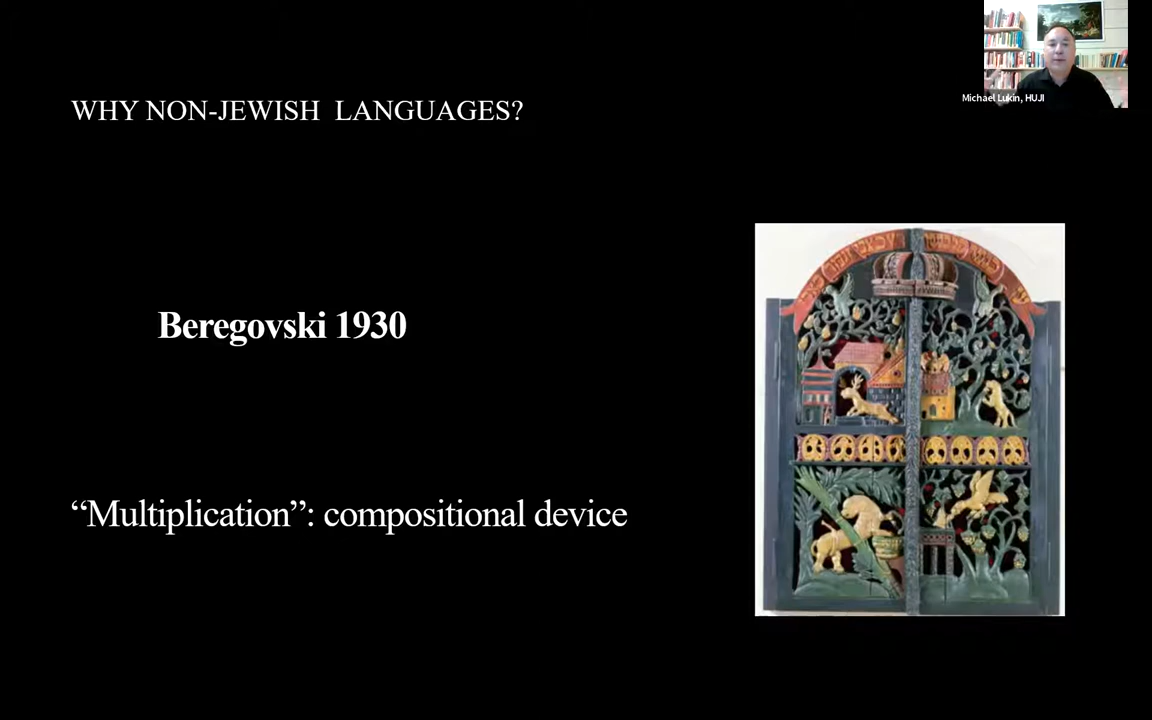 Michael Lukin, HUJI
WHY NON-JEWISH LANGUAGES?
Beregovski 1930
“Multiplication”: compositional device